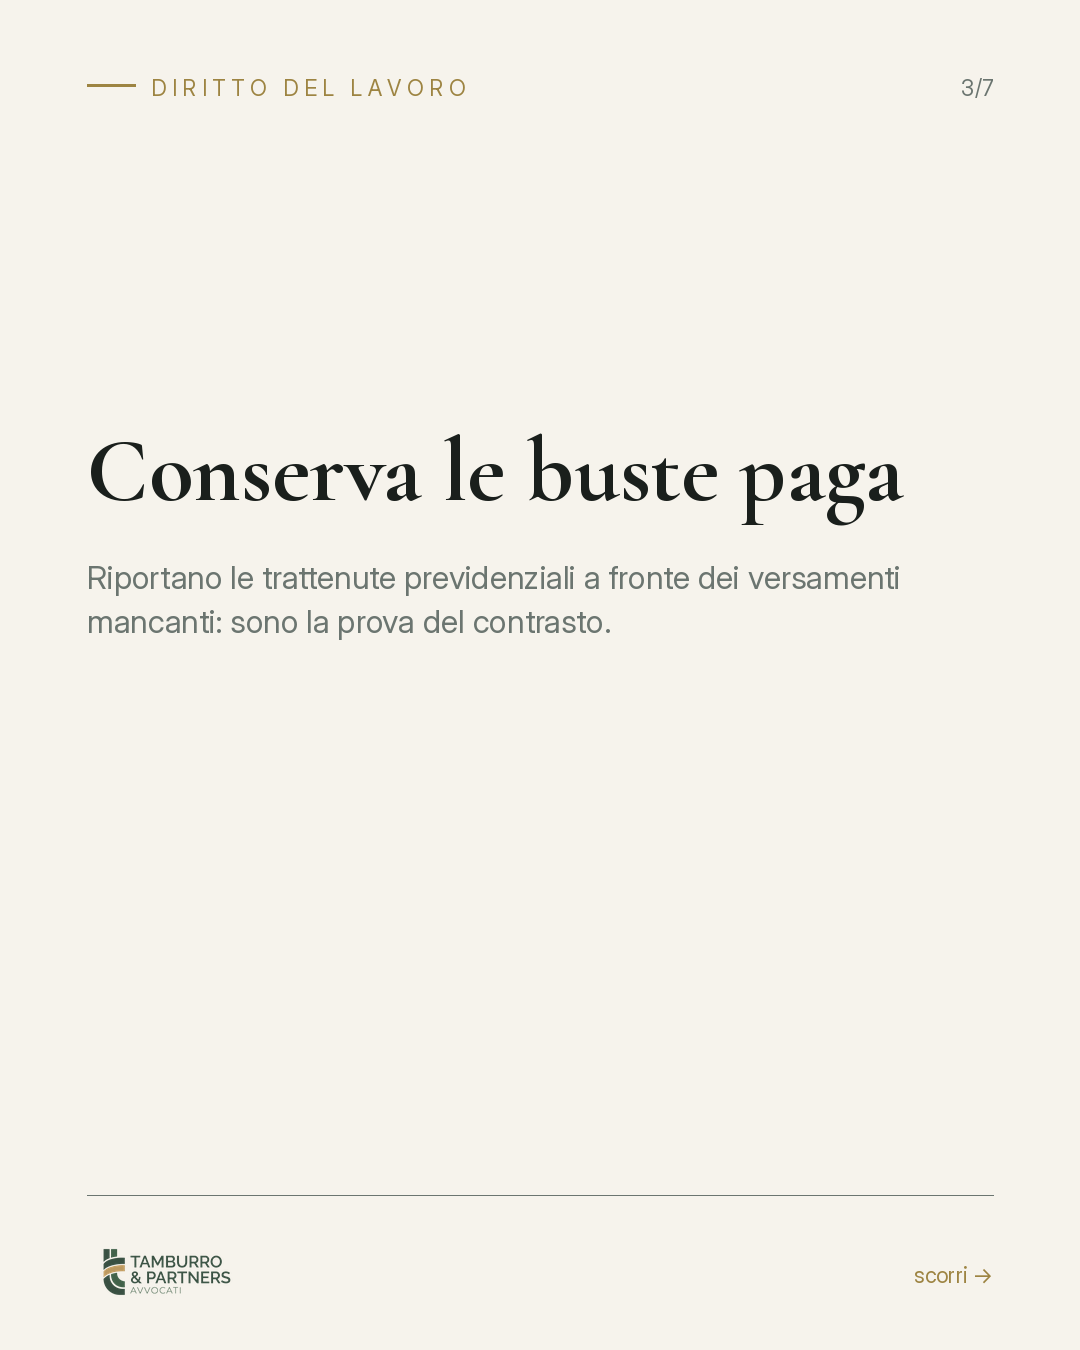 DIRITTO DEL LAVORO
3/7
Conserva le buste paga
Riportano le trattenute previdenziali a fronte dei versamenti
mancanti: sono la prova del contrasto.
TAMBURRO
& PARTNERS
AVVOCATI
scorri →